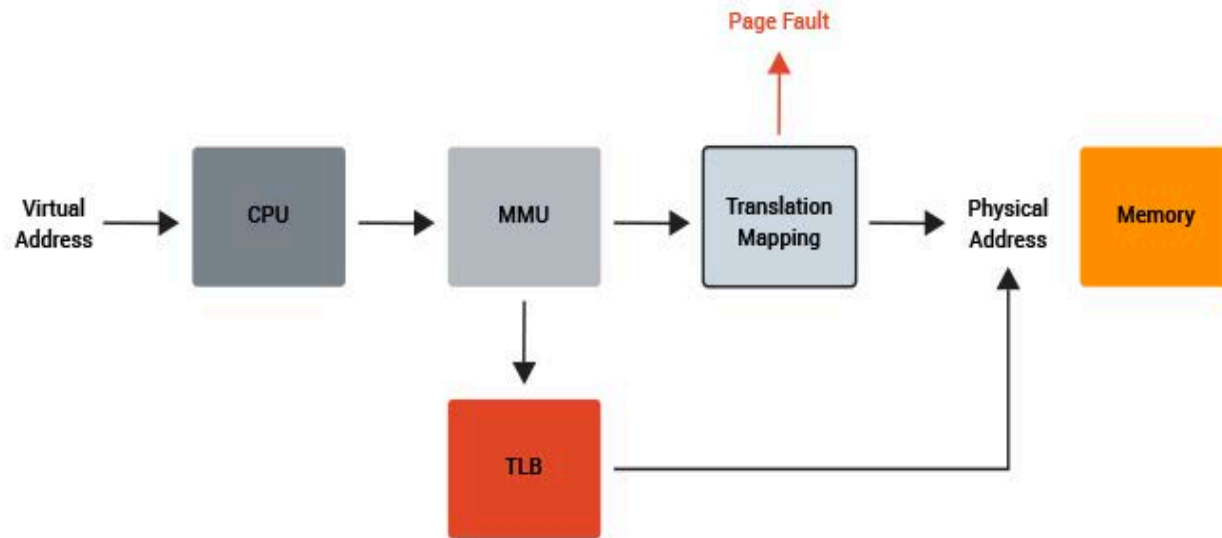 Page Fault
Virtual
Address
CPU
MMU
Translation
Mapping
Physical
Address
Memory
TLB